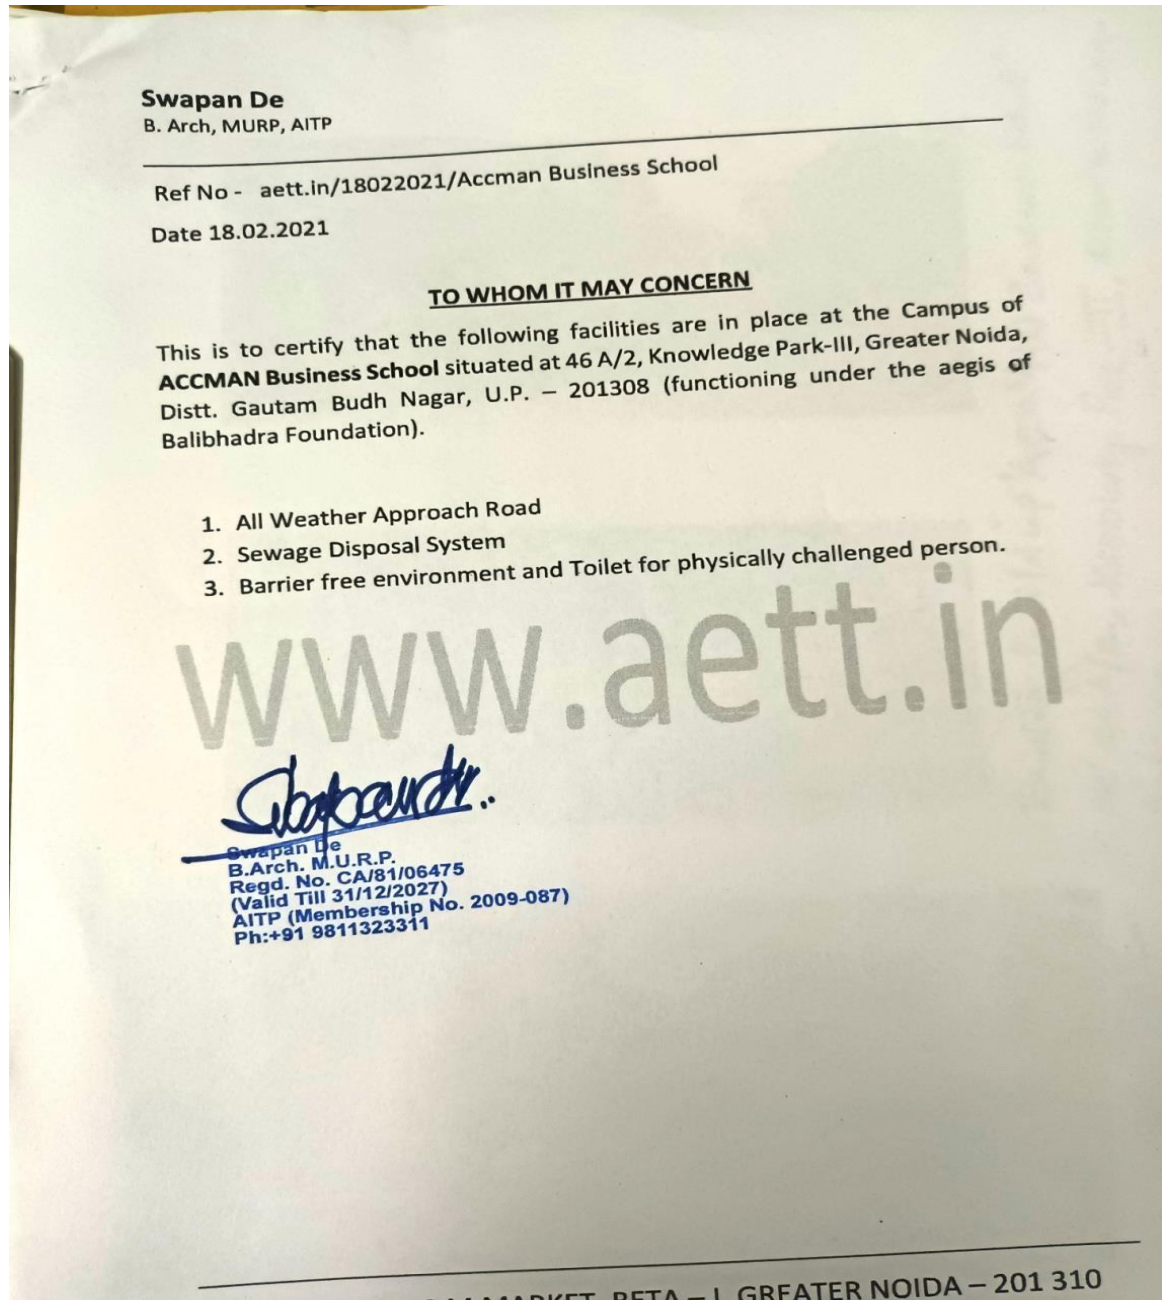 Swapan De
B. Arch, MURP, AITP
Ref No - aett.in/18022021/Accman Business School
Date 18.02.2021
TO WHOM IT MAY CONCERN
This is to certify that the following facilities are in place at the Campus of
ACCMAN Business School situated at 46 A/2, Knowledge Park-III, Greater Noida,
Distt. Gautam Budh Nagar, U.P. – 201308 (functioning under the aegis of
Balibhadra Foundation).
1. All Weather Approach Road
2. Sewage Disposal System
3. Barrier free environment and Toilet for physically challenged person.
www.aett.in
Swapan De
B.Arch. M.U.R.P.
Regd. No. CA/81/06475
(Valid Till 31/12/2027)
AITP (Membership No. 2009-087)
Ph:+91 9811323311
MARKET, BETA – I, GREATER NOIDA – 201 310